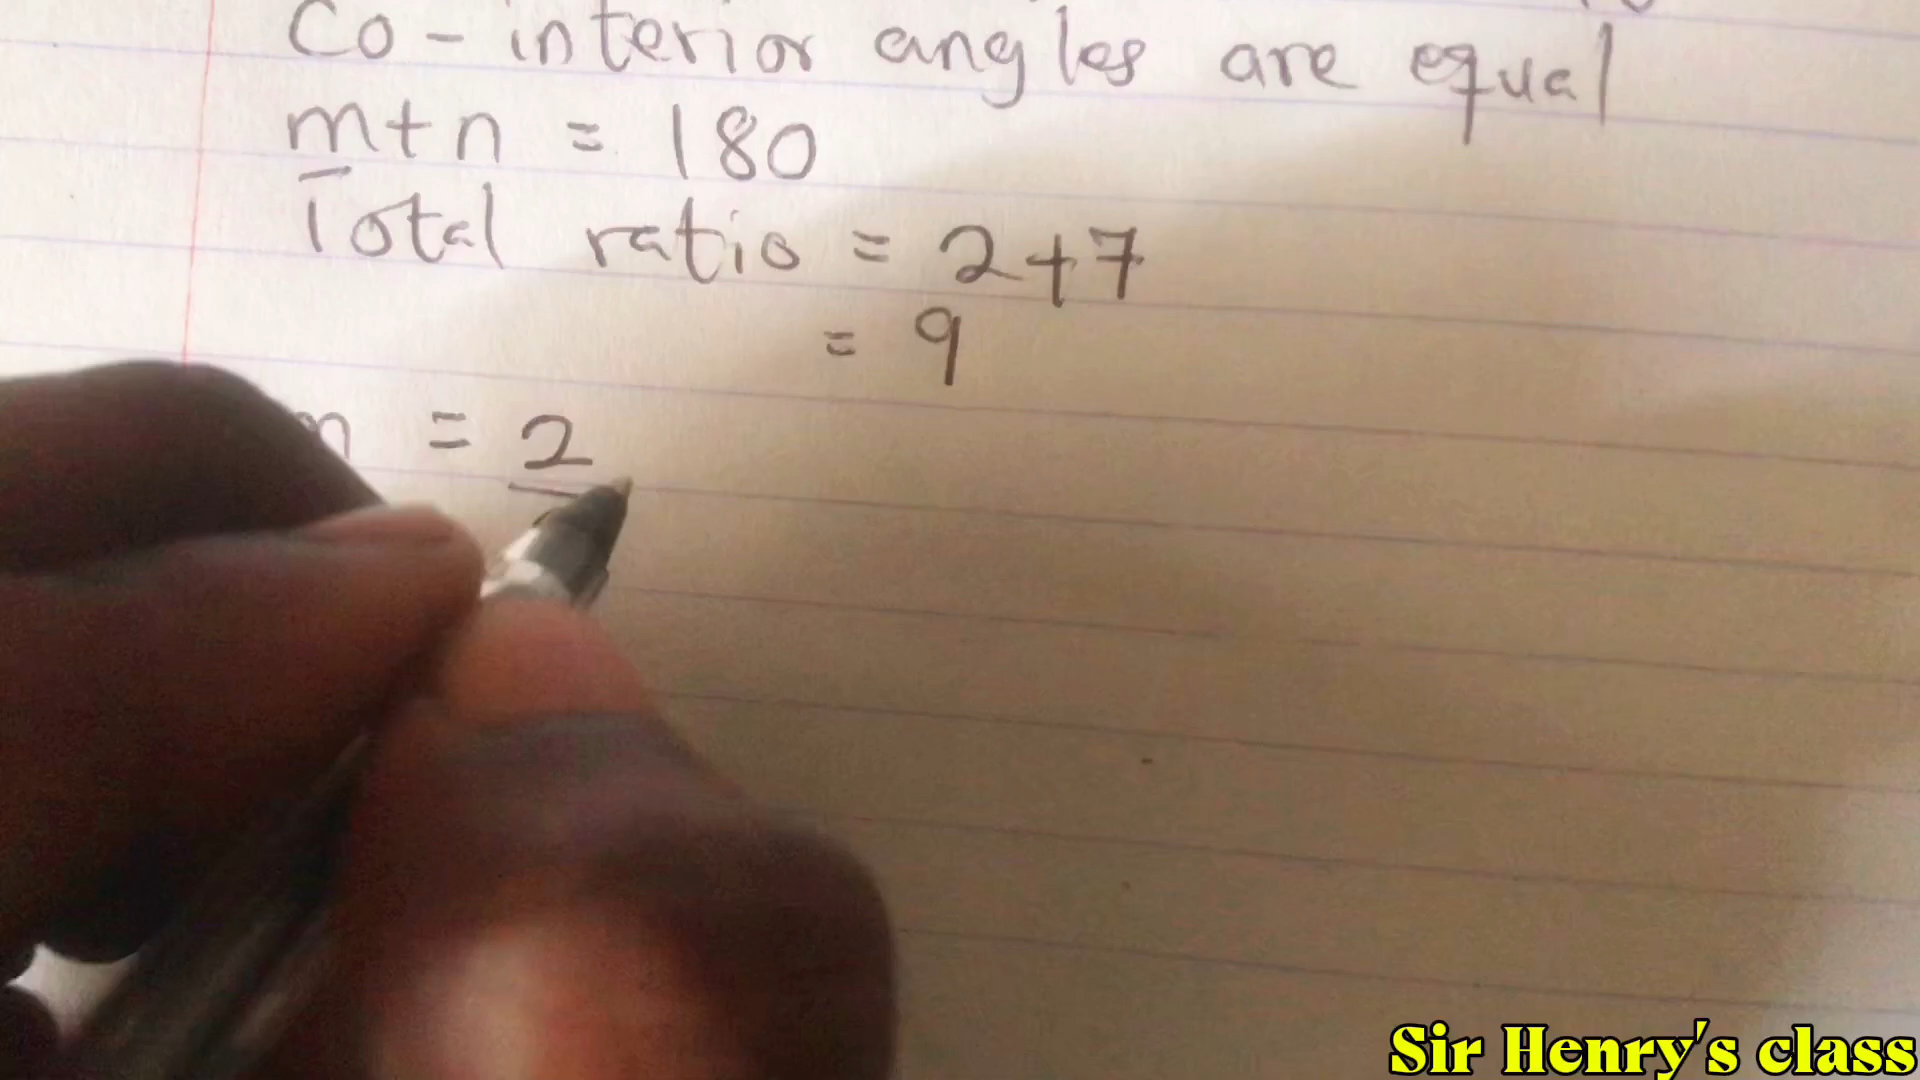 Co-interior angles are equal
m+n = 180
Total ratio = 2+7
= 9
m = 2
Sir Henry's class